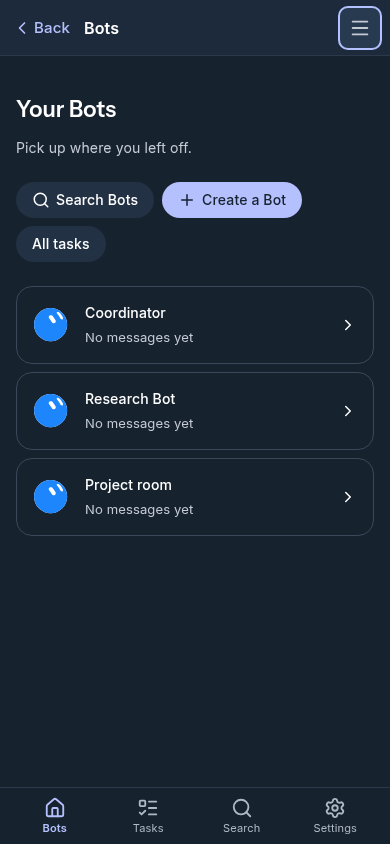 Back Bots
Your Bots
Pick up where you left off.
Search Bots
Create a Bot
All tasks
Coordinator
No messages yet
Research Bot
No messages yet
Project room
No messages yet
Bots Tasks Search Settings